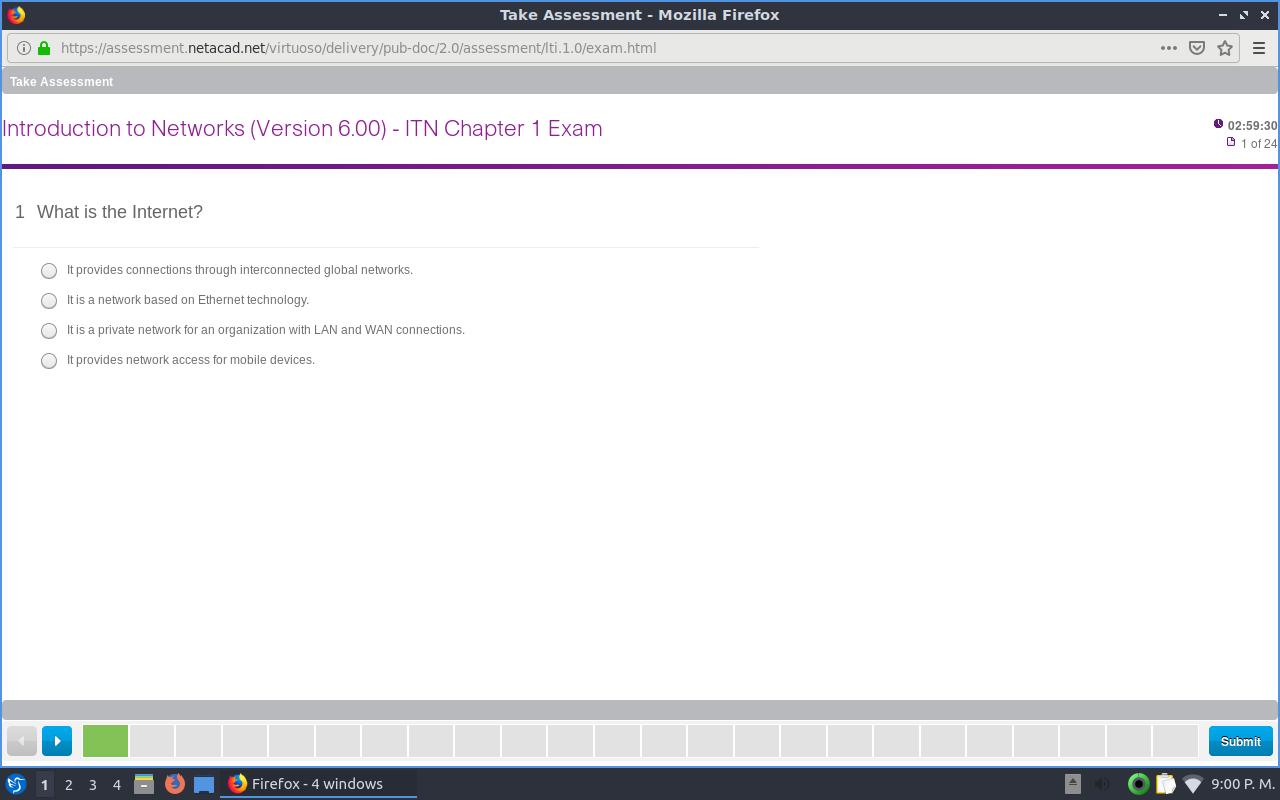 Take Assessment - Mozilla Firefox
https://assessment.netacad.net/virtuoso/delivery/pub-doc/2.0/assessment/lti.1.0/exam.html
Take Assessment
Introduction to Networks (Version 6.00) - ITN Chapter 1 Exam
02:59:30
1 of 24
1 What is the Internet?
It provides connections through interconnected global networks.
It is a network based on Ethernet technology.
It is a private network for an organization with LAN and WAN connections.
It provides network access for mobile devices.
Submit
1 2 3 4 Firefox - 4 windows 9:00 P. M.